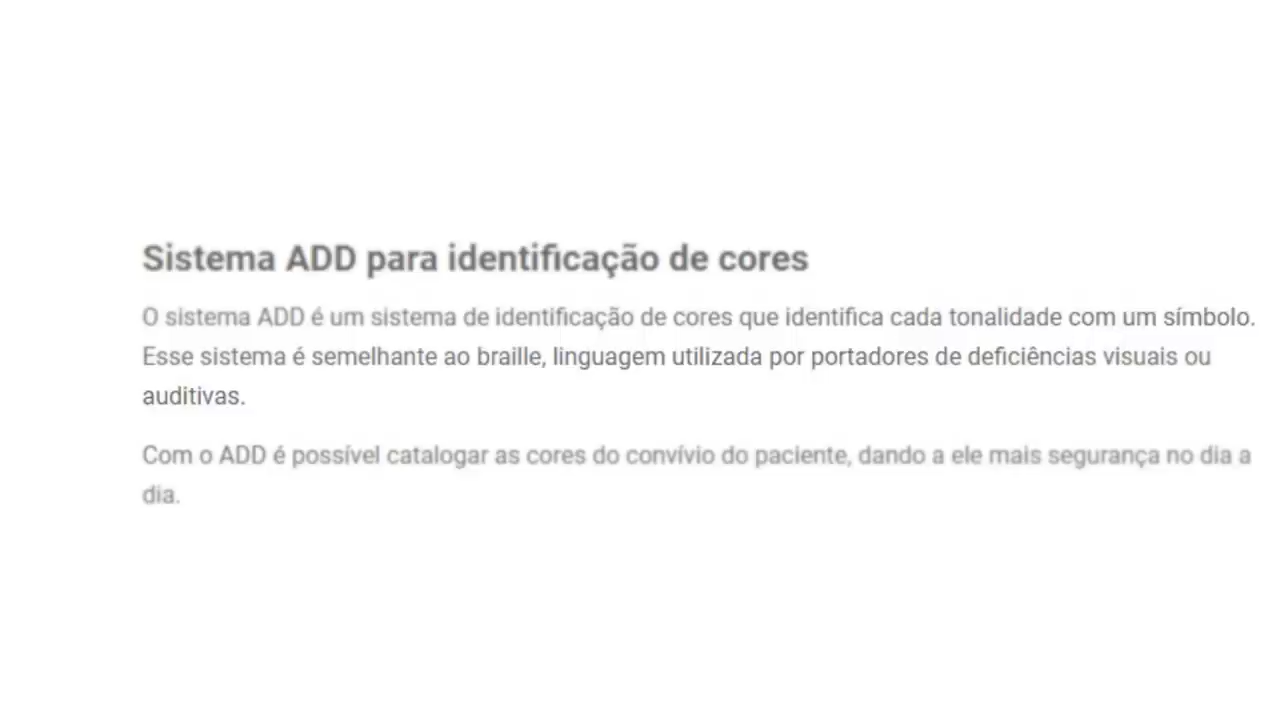 Sistema ADD para identificação de cores
O sistema ADD é um sistema de identificação de cores que identifica cada tonalidade com um símbolo.
Esse sistema é semelhante ao braille, linguagem utilizada por portadores de deficiências visuais ou
auditivas.
Com o ADD é possível catalogar as cores do convívio do paciente, dando a ele mais segurança no dia a
dia.